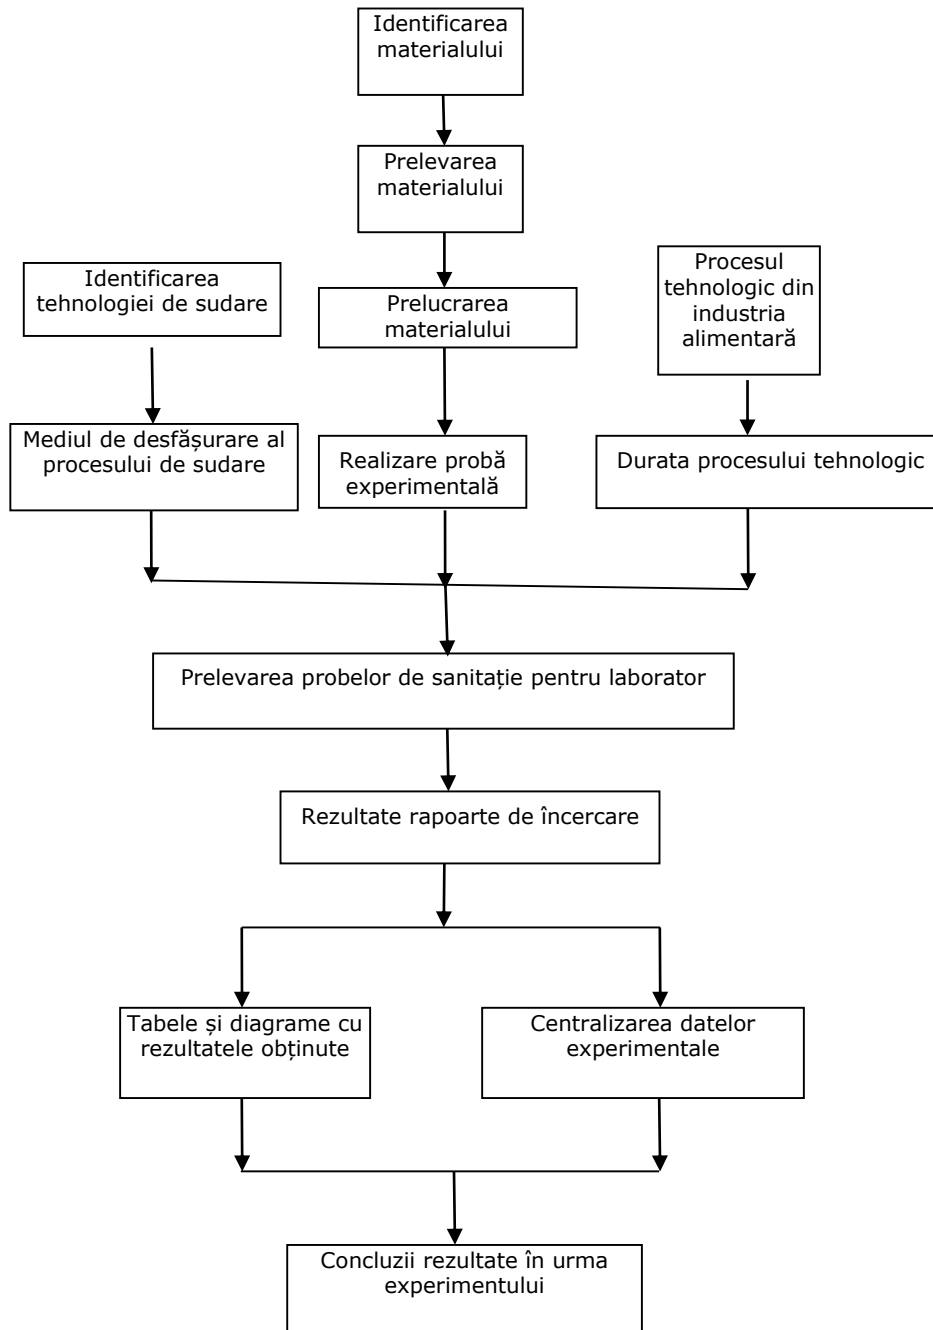 Identificarea
materialului
Prelevarea
materialului
Identificarea
tehnologiei de sudare
Prelucrarea
materialului
Procesul
tehnologic din
industria
alimentară
Mediul de desfășurare al
procesului de sudare
Realizare probă
experimentală
Durata procesului tehnologic
Prelevarea probelor de sanitație pentru laborator
Rezultate rapoarte de încercare
Tabele și diagrame cu
rezultatele obținute
Centralizarea datelor
experimentale
Concluzii rezultate în urma
experimentului